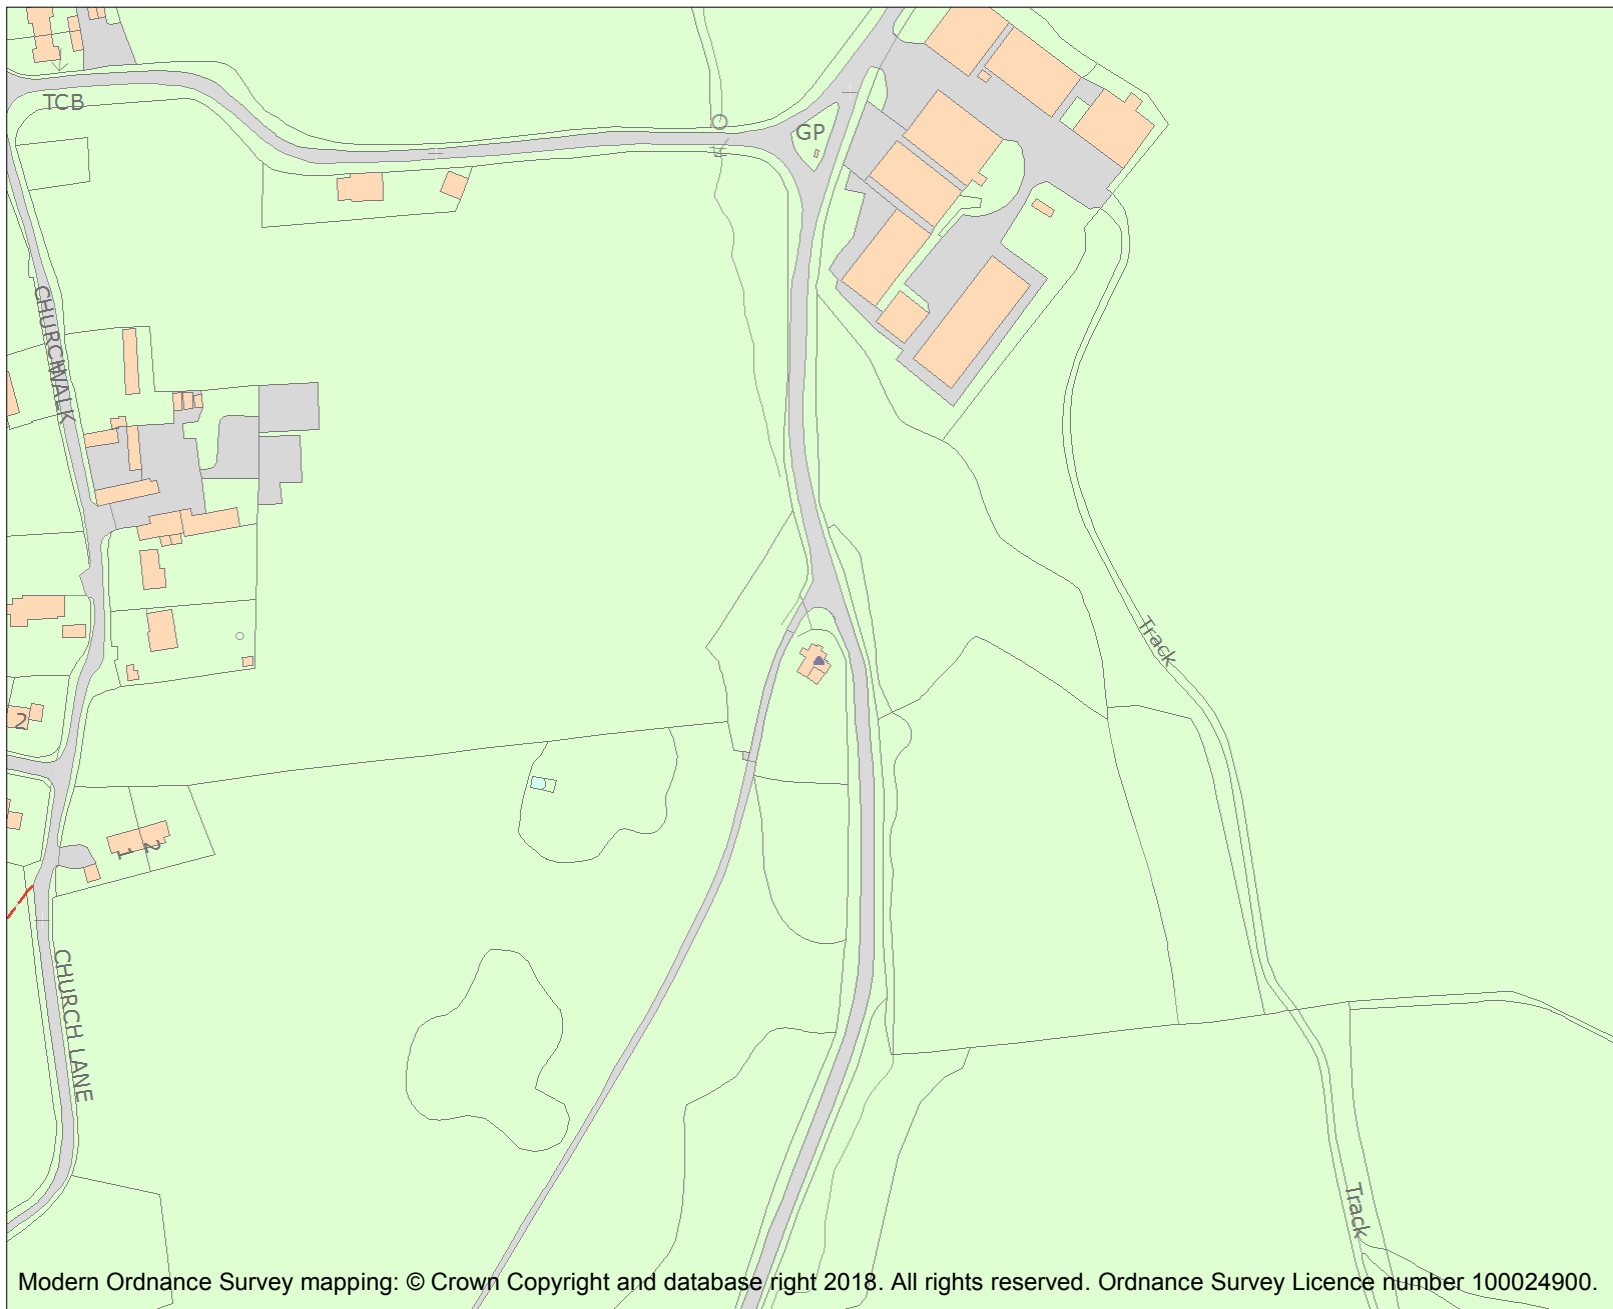 TCB
GP
CHURCH WALK
Track
2
1
2
CHURCH LANE
Track
Modern Ordnance Survey mapping: © Crown Copyright and database right 2018. All rights reserved. Ordnance Survey Licence number 100024900.